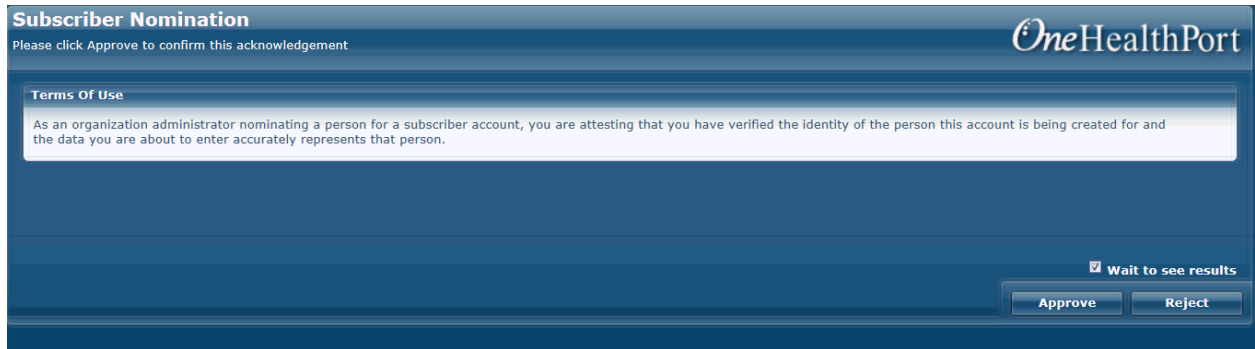 Subscriber Nomination
Please click Approve to confirm this acknowledgement
OneHealthPort
Terms Of Use
As an organization administrator nominating a person for a subscriber account, you are attesting that you have verified the identity of the person this account is being created for and
the data you are about to enter accurately represents that person.
Wait to see results
Approve Reject